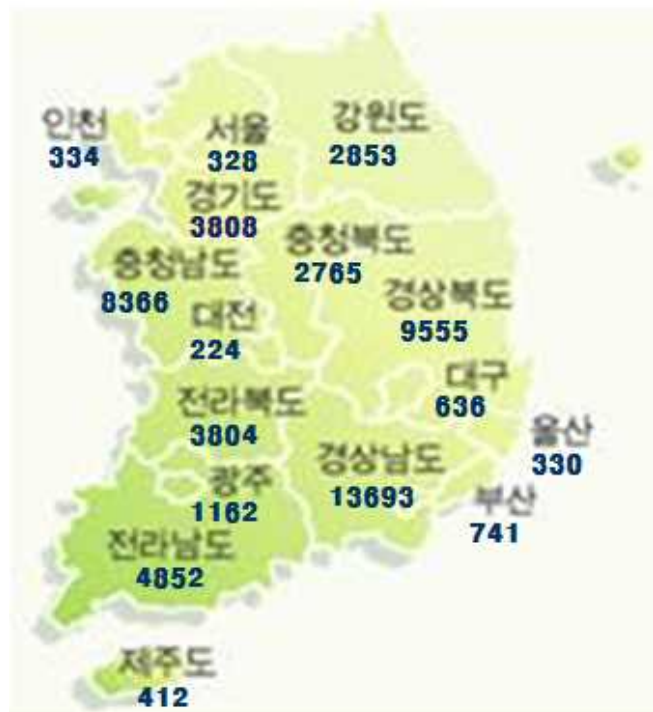 인천
334
서울
328
강원도
2853
경기도
3808
충청북도
2765
충청남도
8366
대전
224
경상북도
9555
대구
636
전라북도
3804
울산
330
경상남도
13693
광주
1162
부산
741
전라남도
4852
제주도
412